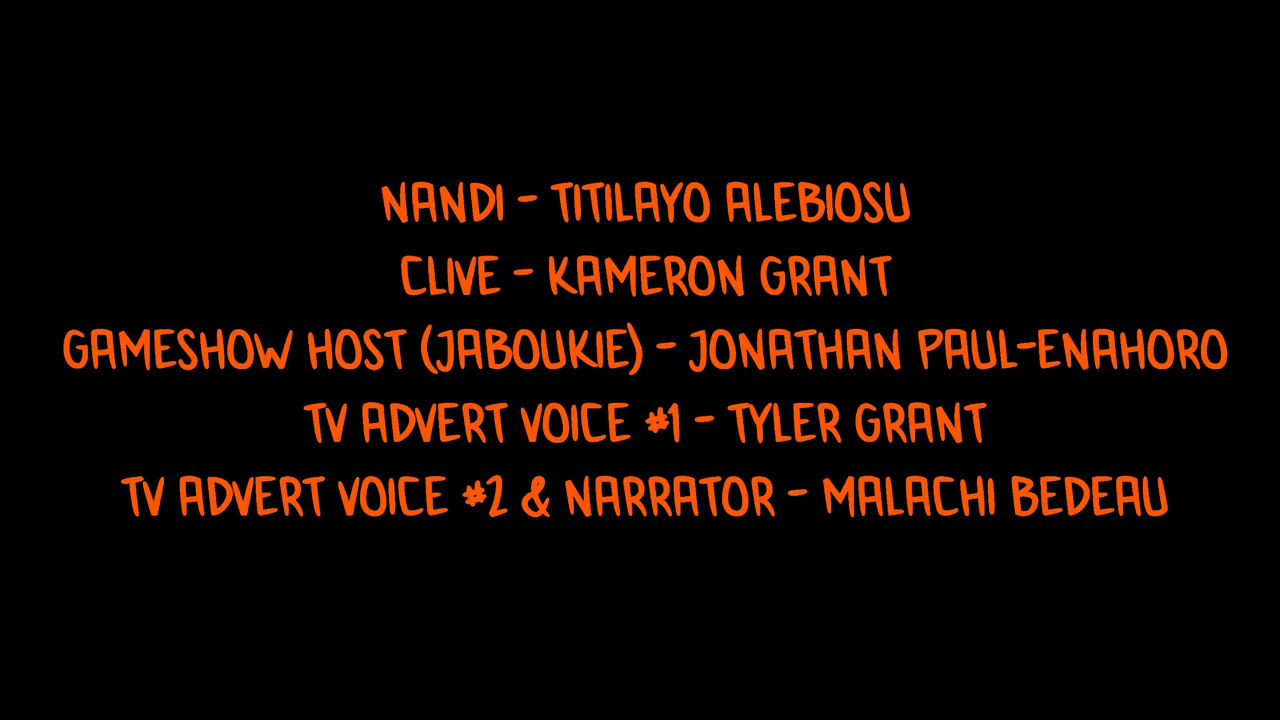 NANDI - TITILAYO ALEBIOSU
CLIVE - KAMERON GRANT
GAMESHOW HOST (JABOUKIE) - JONATHAN PAUL-ENAHORO
TV ADVERT VOICE #1 - TYLER GRANT
TV ADVERT VOICE #2 & NARRATOR - MALACHI BEDEAU